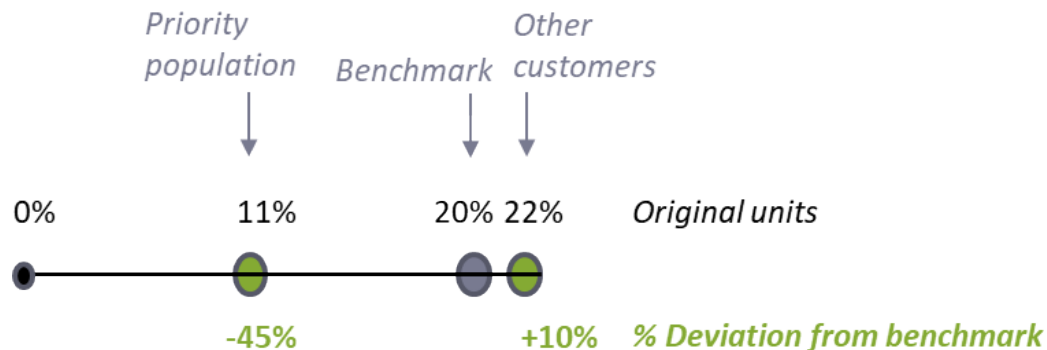 Priority
population
Benchmark
Other
customers
0% 11% 20% 22% Original units
-45% +10% % Deviation from benchmark